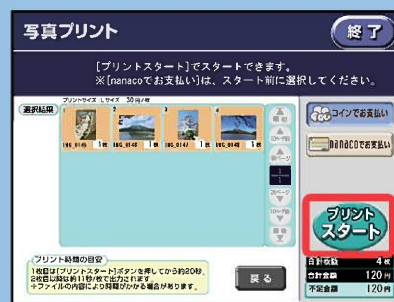 写真プリント
終了
[プリントスタート]でスタートできます。
※[nanacoでお支払い]は、スタート前に選択してください。
選択結果
プリントサイズ Lサイズ 30円/枚
1
2
3
4
IMG_0145 1枚
IMG_0146 1枚
IMG_0147 1枚
IMG_0148 1枚
コインでお支払い
nanacoでお支払い
プリント
スタート
プリント時間の目安
1枚目は[プリントスタート]ボタンを押してから約20秒、
2枚目以降は約11秒/枚で出力されます。
※ファイルの内容により時間がかかる場合があります。
戻る
合計枚数 4枚
合計金額 120円
不足金額 120円